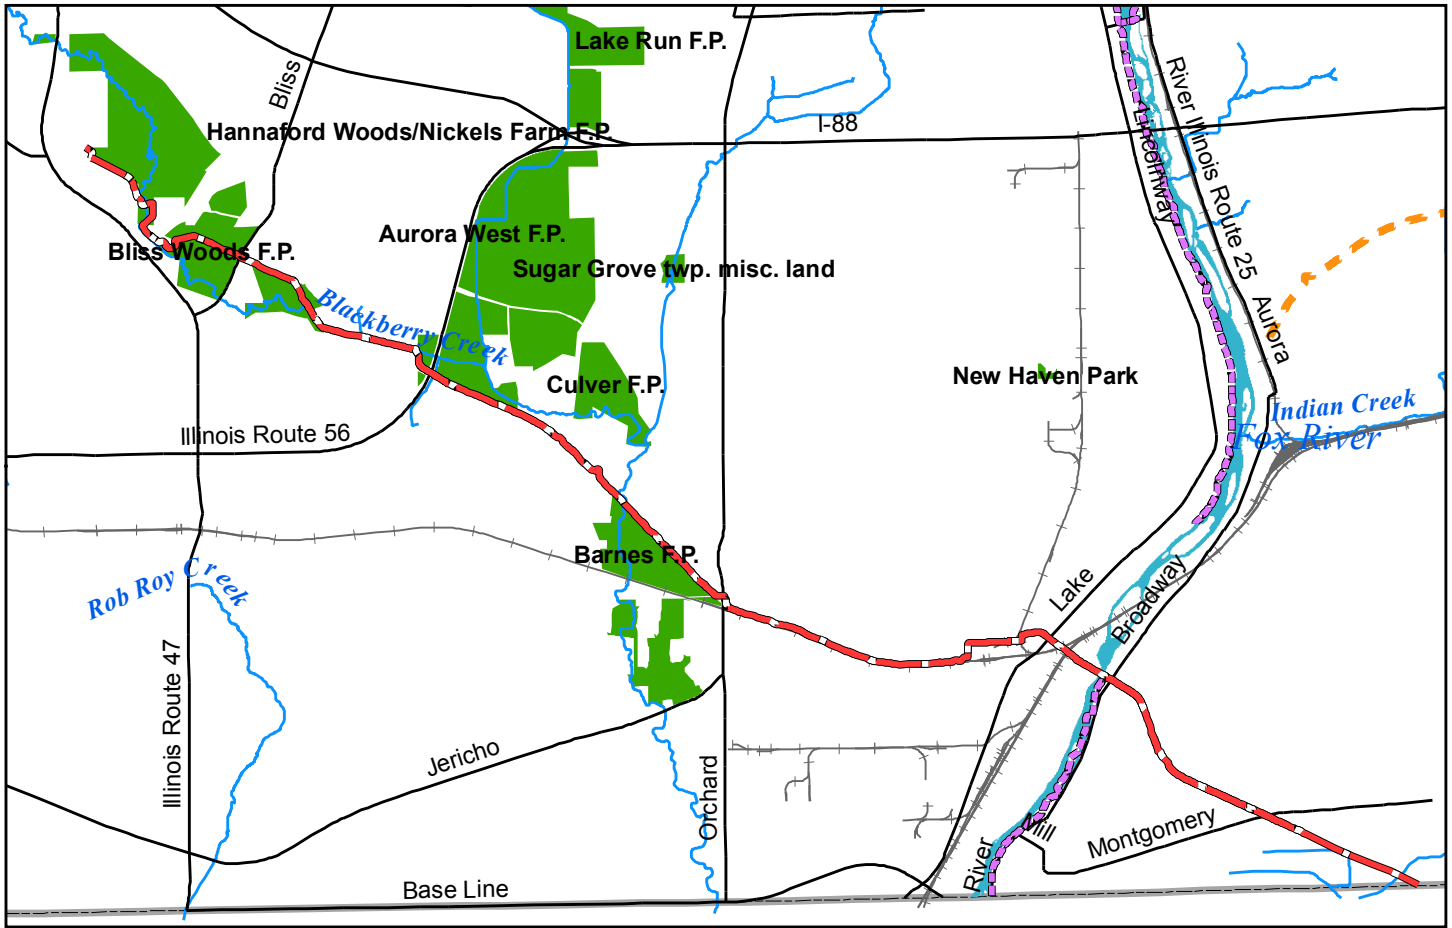 Lake Run F.P.
River Illinois Route 25
Bliss
I-88
Hannaford Woods/Nickels Farm F.P.
Lincolnway
Aurora West F.P.
Bliss Woods F.P.
Sugar Grove twp. misc. land
Blackberry Creek
Aurora
New Haven Park
Culver F.P.
Indian Creek
Fox River
Illinois Route 56
Barnes F.P.
Rob Roy Creek
Lake
Broadway
Illinois Route 47
Jericho
Orchard
Mill
Montgomery
River
Base Line